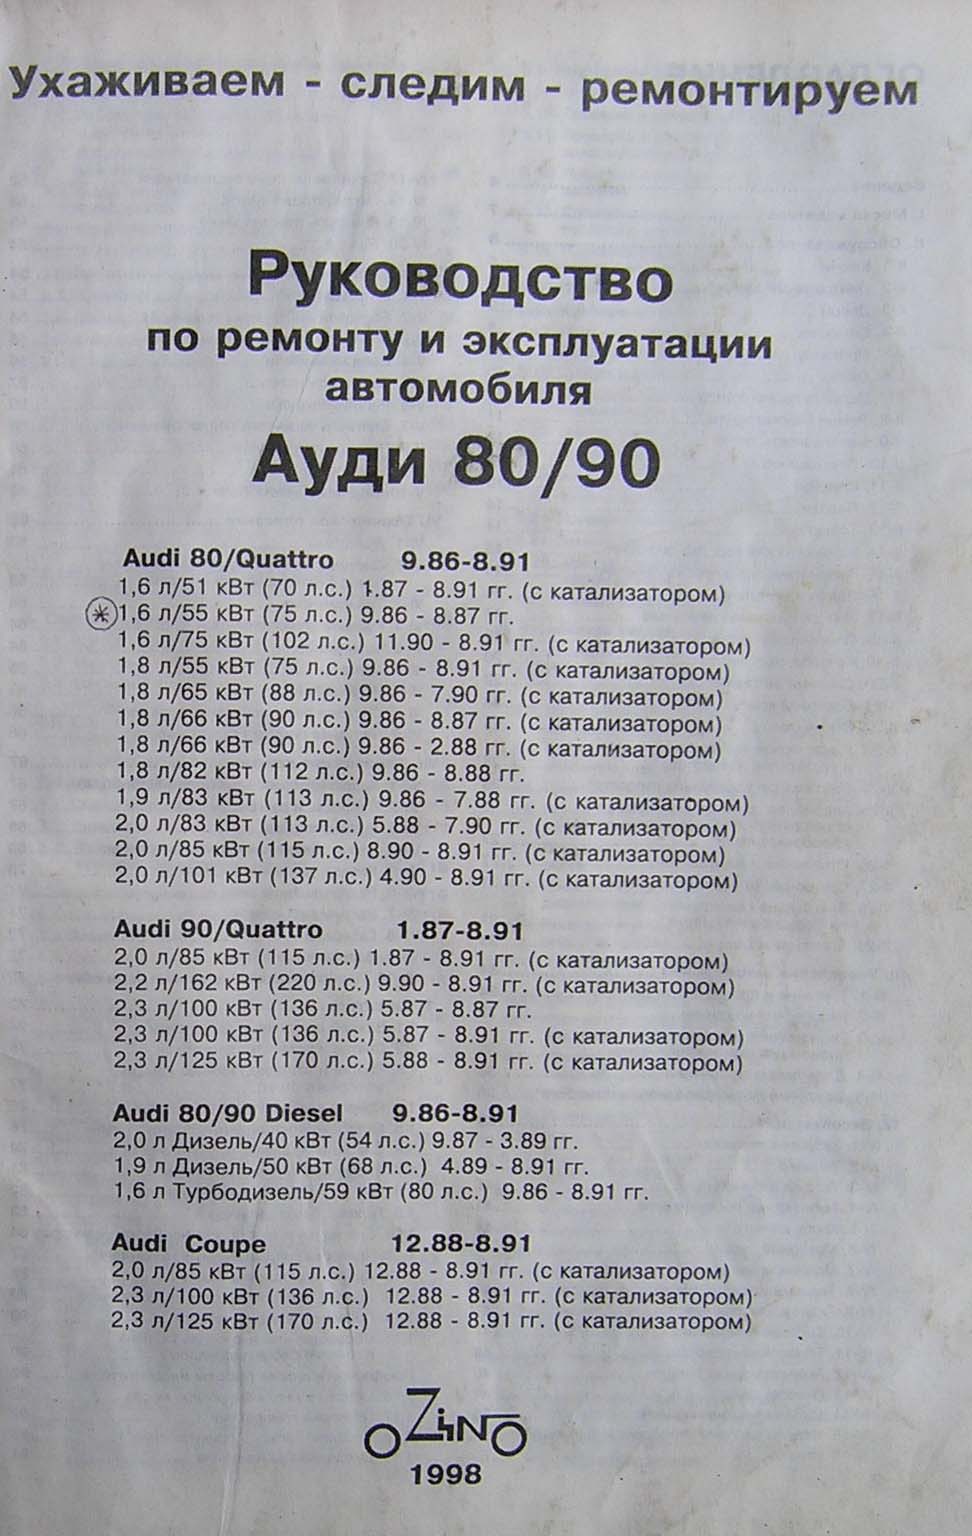 Ухаживаем - следим - ремонтируем
Руководство
по ремонту и эксплуатации
автомобиля
Ауди 80/90
Audi 80/Quattro 9.86-8.91
1,6 л/51 кВт (70 л.с.) 1.87 - 8.91 гг. (с катализатором)
1,6 л/55 кВт (75 л.с.) 9.86 - 8.87 гг.
1,6 л/75 кВт (102 л.с.) 11.90 - 8.91 гг. (с катализатором)
1,8 л/55 кВт (75 л.с.) 9.86 - 8.91 гг. (с катализатором)
1,8 л/65 кВт (88 л.с.) 9.86 - 7.90 гг. (с катализатором)
1,8 л/66 кВт (90 л.с.) 9.86 - 8.87 гг. (с катализатором)
1,8 л/66 кВт (90 л.с.) 9.86 - 2.88 гг. (с катализатором)
1,8 л/82 кВт (112 л.с.) 9.86 - 8.88 гг.
1,9 л/83 кВт (113 л.с.) 9.86 - 7.88 гг. (с катализатором)
2,0 л/83 кВт (113 л.с.) 5.88 - 7.90 гг. (с катализатором)
2,0 л/85 кВт (115 л.с.) 8.90 - 8.91 гг. (с катализатором)
2,0 л/101 кВт (137 л.с.) 4.90 - 8.91 гг. (с катализатором)
Audi 90/Quattro 1.87-8.91
2,0 л/85 кВт (115 л.с.) 1.87 - 8.91 гг. (с катализатором)
2,2 л/162 кВт (220 л.с.) 9.90 - 8.91 гг. (с катализатором)
2,3 л/100 кВт (136 л.с.) 5.87 - 8.87 гг.
2,3 л/100 кВт (136 л.с.) 5.87 - 8.91 гг. (с катализатором)
2,3 л/125 кВт (170 л.с.) 5.88 - 8.91 гг. (с катализатором)
Audi 80/90 Diesel 9.86-8.91
2,0 л Дизель/40 кВт (54 л.с.) 9.87 - 3.89 гг.
1,9 л Дизель/50 кВт (68 л.с.) 4.89 - 8.91 гг.
1,6 л Турбодизель/59 кВт (80 л.с.) 9.86 - 8.91 гг.
Audi Coupe 12.88-8.91
2,0 л/85 кВт (115 л.с.) 12.88 - 8.91 гг. (с катализатором)
2,3 л/100 кВт (136 л.с.) 12.88 - 8.91 гг. (с катализатором)
2,3 л/125 кВт (170 л.с.) 12.88 - 8.91 гг. (с катализатором)
1998